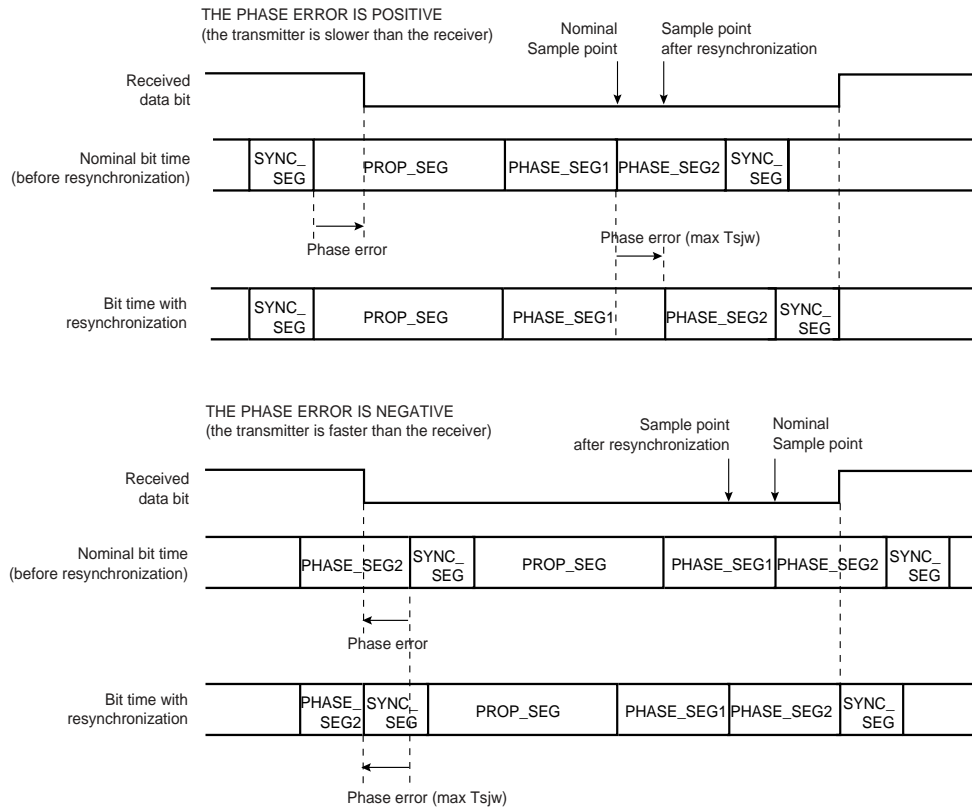 THE PHASE ERROR IS POSITIVE
(the transmitter is slower than the receiver)
Nominal
Sample point
Sample point
after resynchronization
Received
data bit
Nominal bit time
(before resynchronization)
SYNC_
SEG
PROP_SEG
PHASE_SEG1
PHASE_SEG2
SYNC_
SEG
Phase error
Phase error (max Tsjw)
Bit time with
resynchronization
SYNC_
SEG
PROP_SEG
PHASE_SEG1
PHASE_SEG2
SYNC_
SEG
THE PHASE ERROR IS NEGATIVE
(the transmitter is faster than the receiver)
Sample point
after resynchronization
Nominal
Sample point
Received
data bit
Nominal bit time
(before resynchronization)
PHASE_SEG2
SYNC_
SEG
PROP_SEG
PHASE_SEG1
PHASE_SEG2
SYNC_
SEG
Phase error
Bit time with
resynchronization
PHASE_
SEG2
SYNC_
SEG
PROP_SEG
PHASE_SEG1
PHASE_SEG2
SYNC_
SEG
Phase error (max Tsjw)